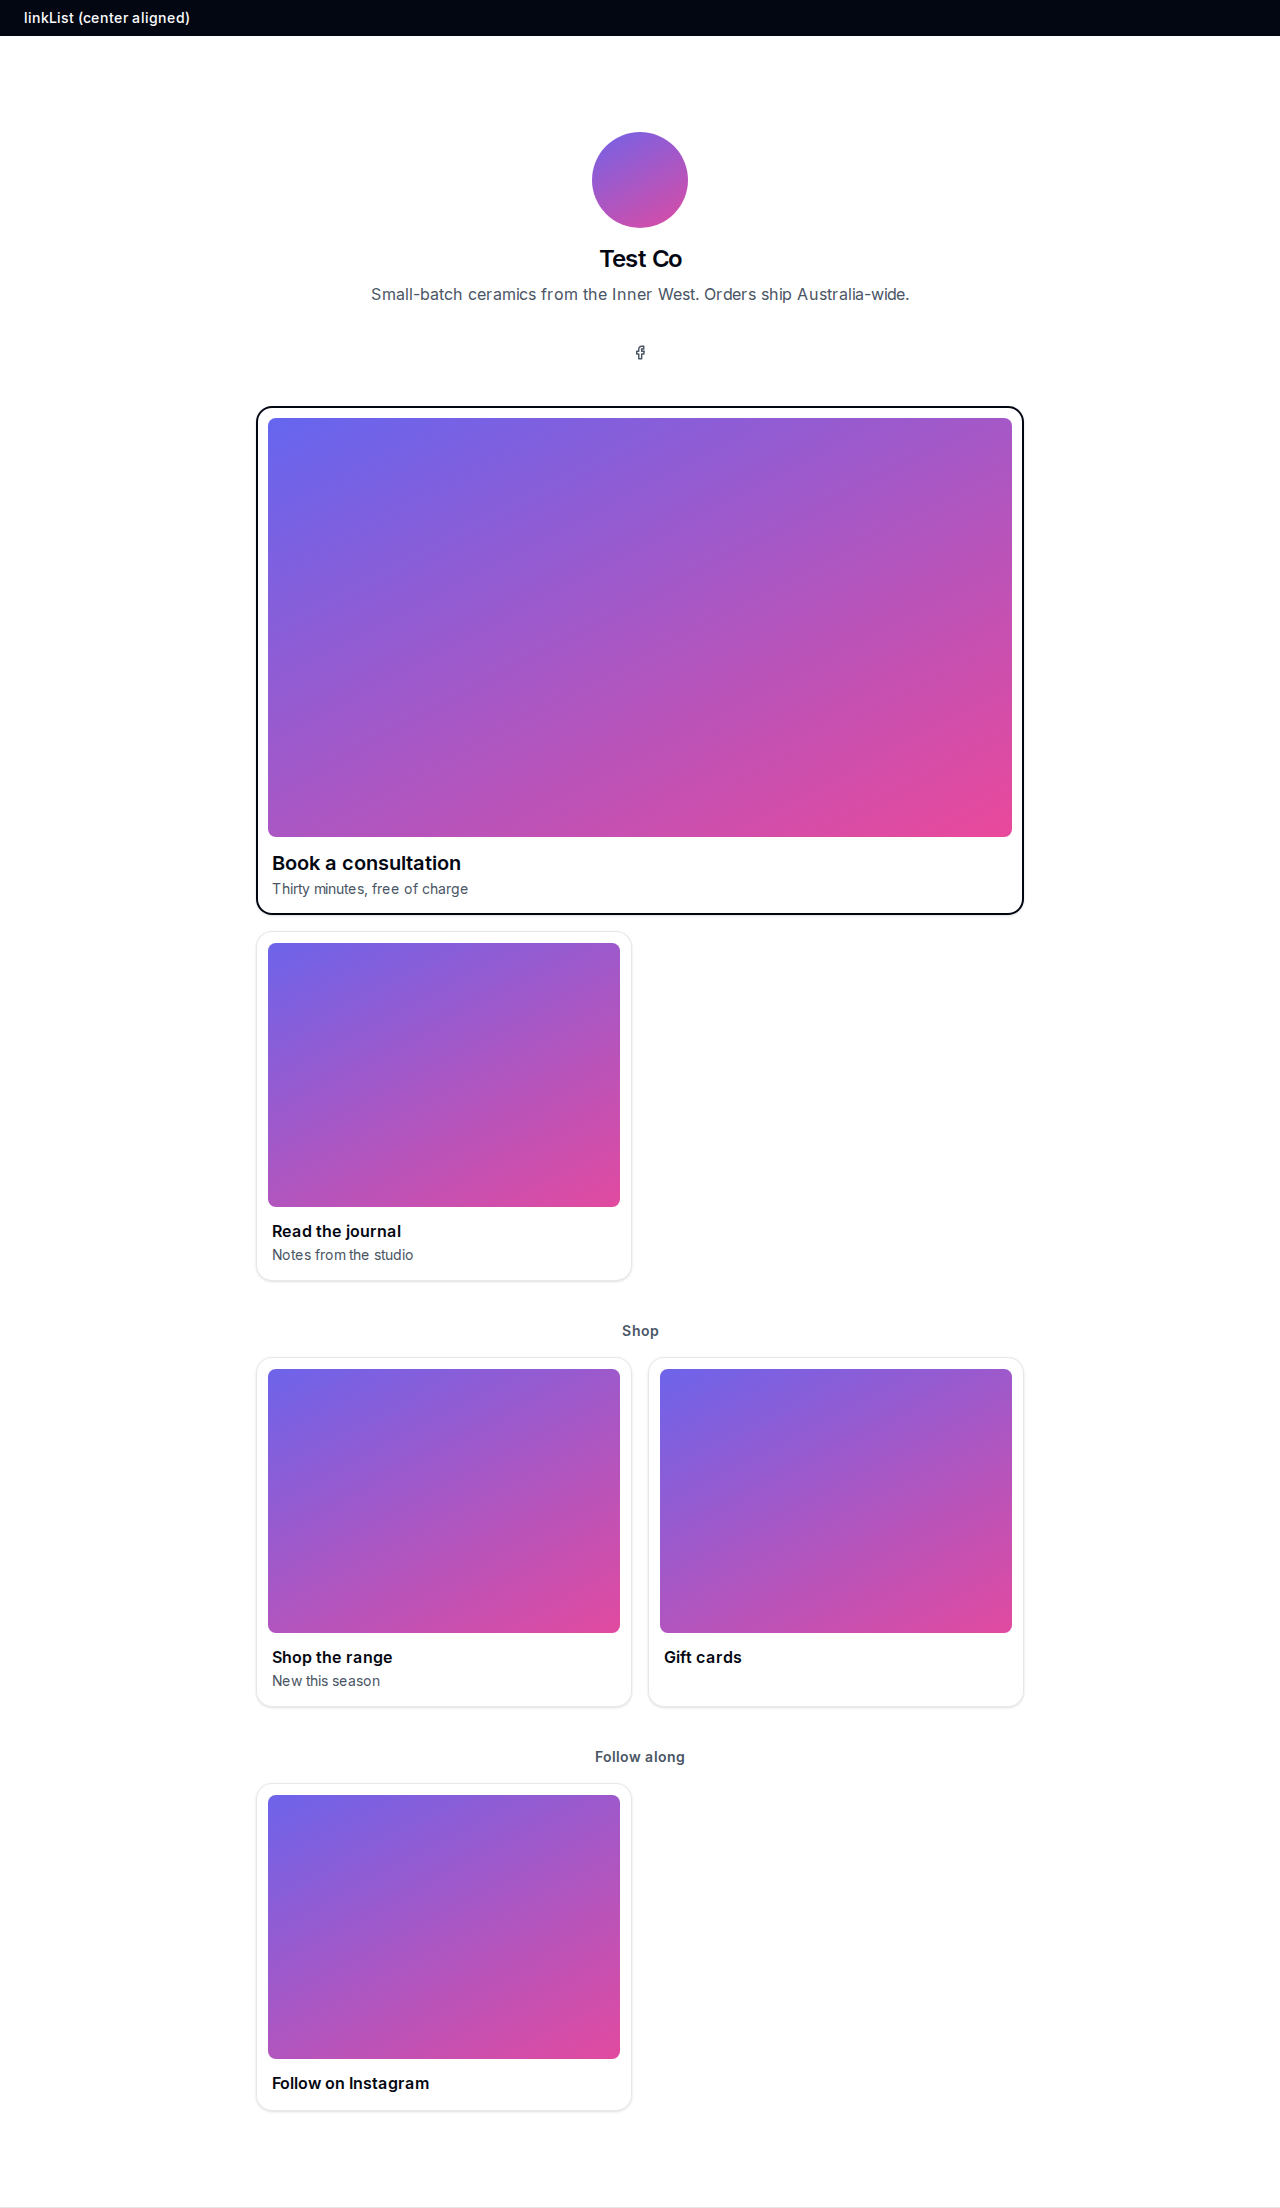 linkList (center aligned)
Test Co
Small-batch ceramics from the Inner West. Orders ship Australia-wide.
Book a consultation
Thirty minutes, free of charge
Read the journal
Notes from the studio
Shop
Shop the range
New this season
Gift cards
Follow along
Follow on Instagram